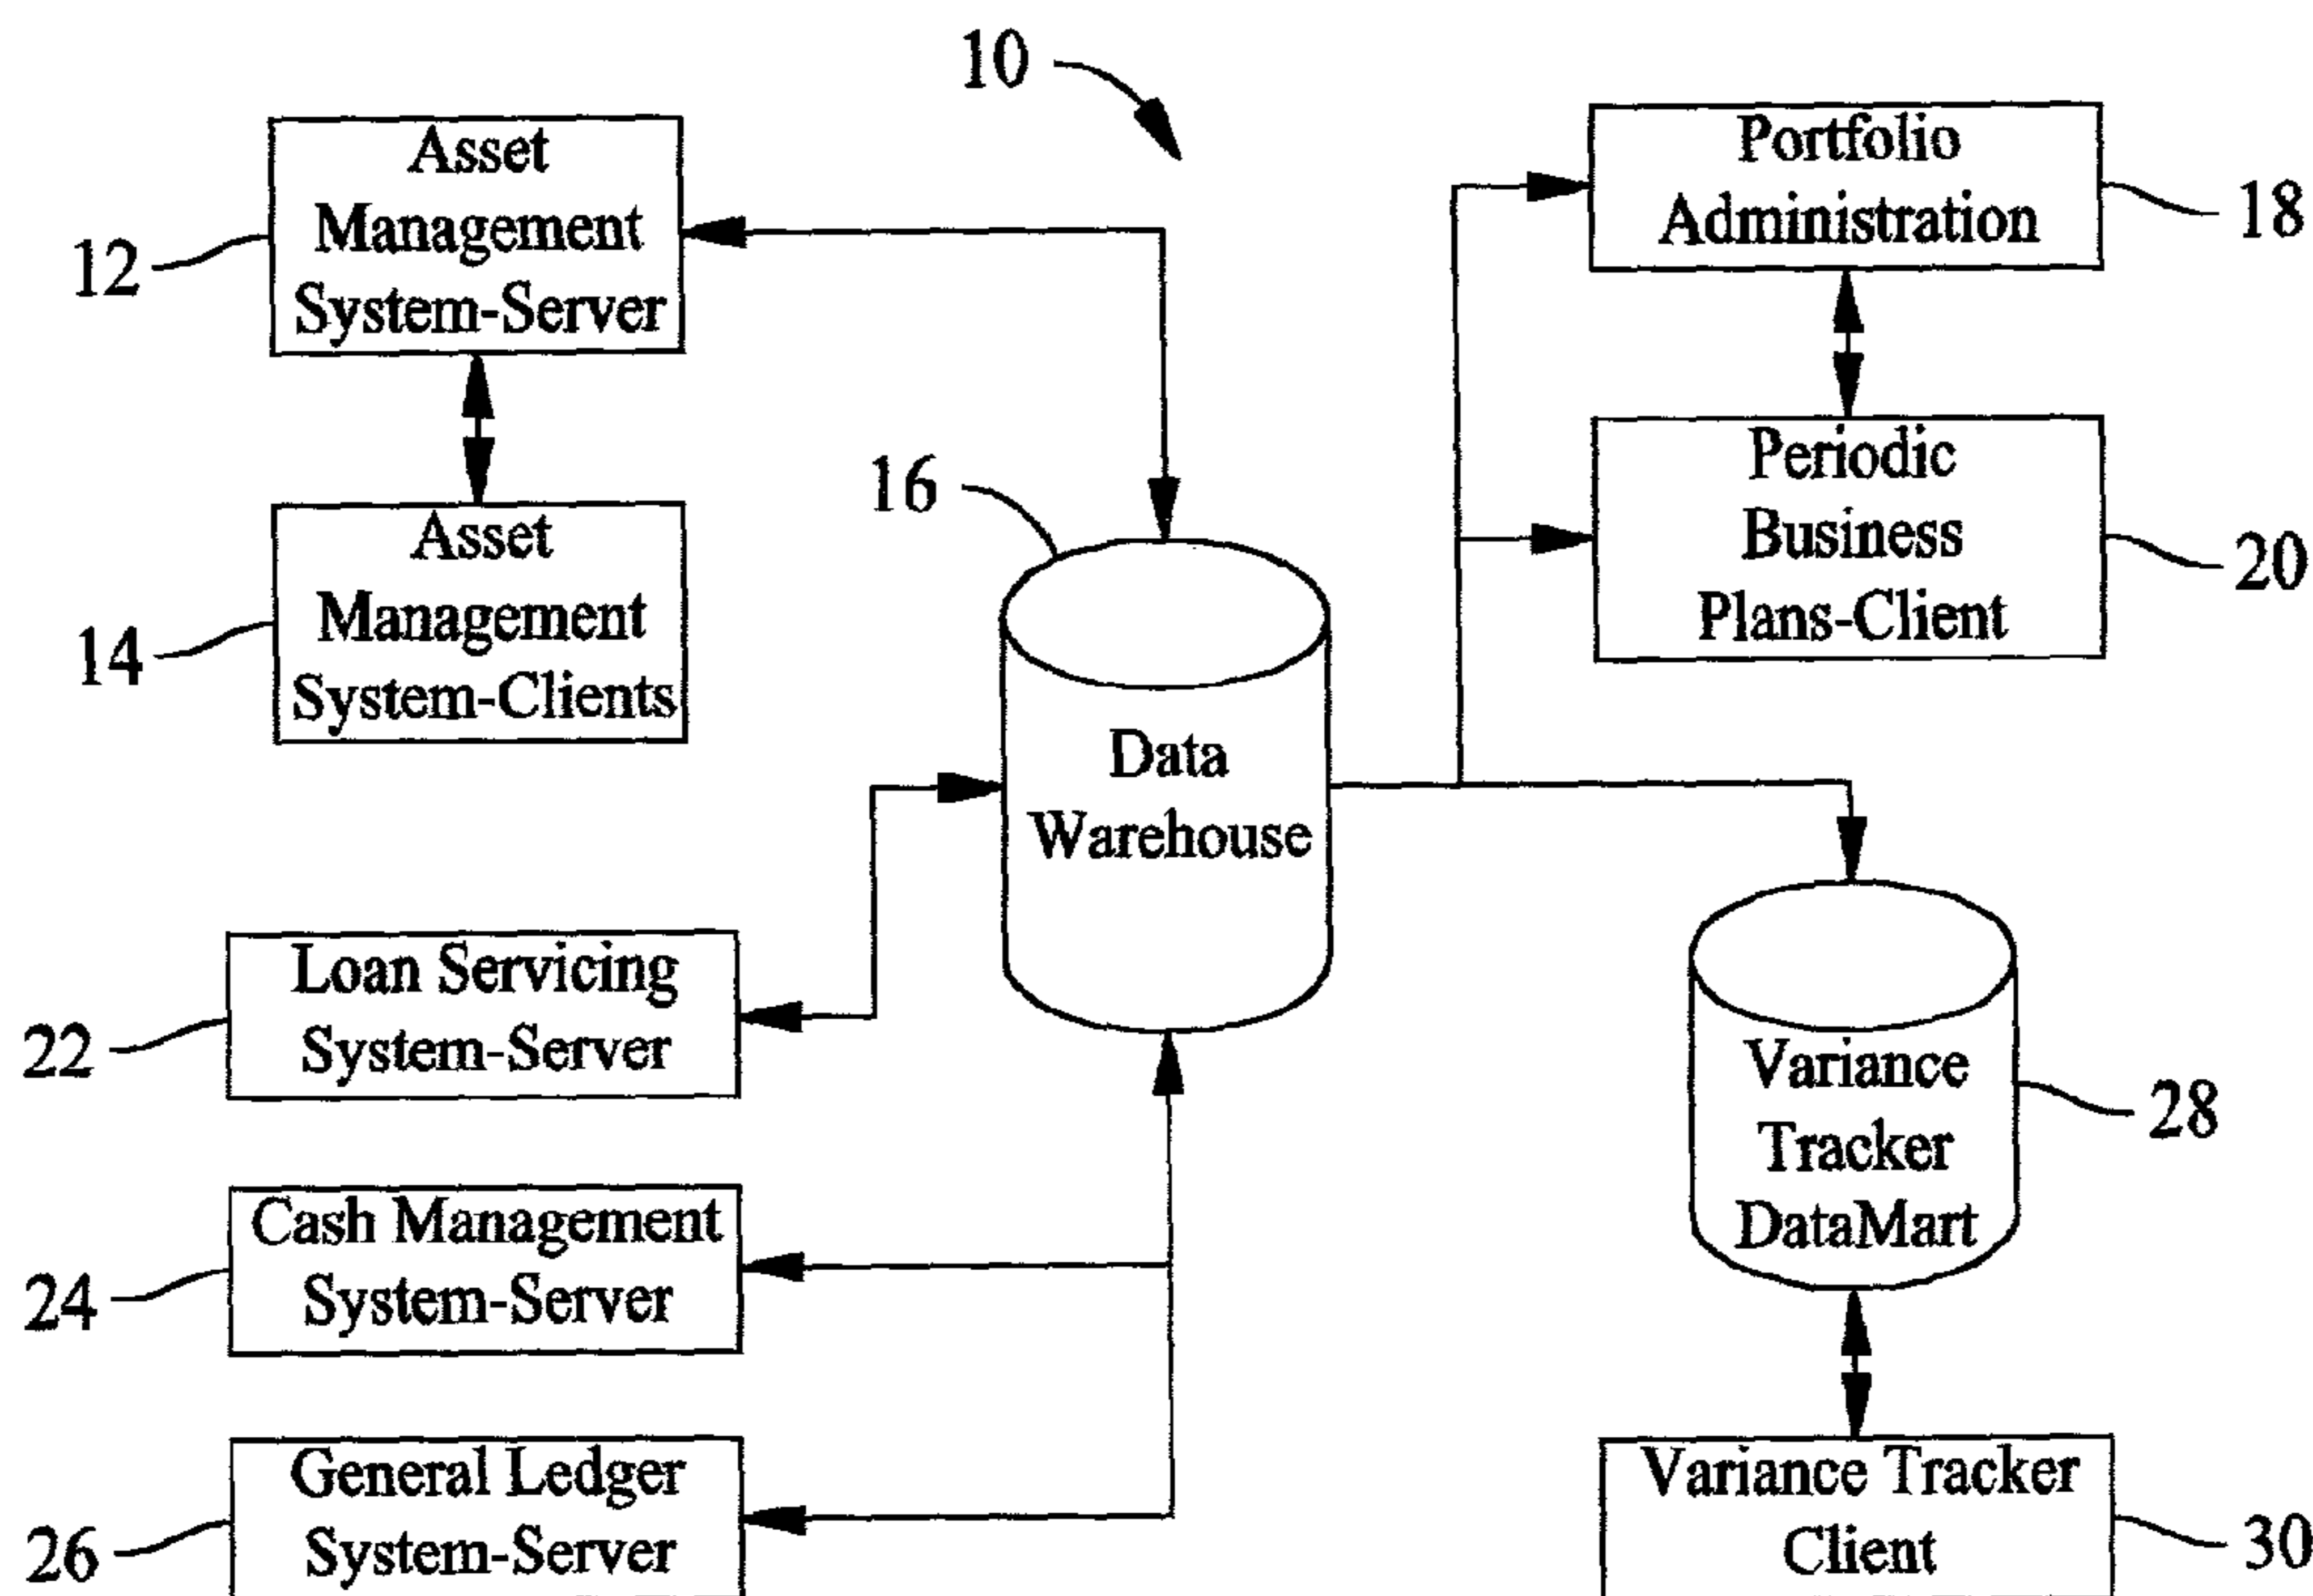 10
Asset
Management
System-Server
12
Asset
Management
System-Clients
14
16
Data
Warehouse
Portfolio
Administration
18
Periodic
Business
Plans-Client
20
Loan Servicing
System-Server
22
Cash Management
System-Server
24
General Ledger
System-Server
26
Variance
Tracker
DataMart
28
Variance Tracker
Client
30